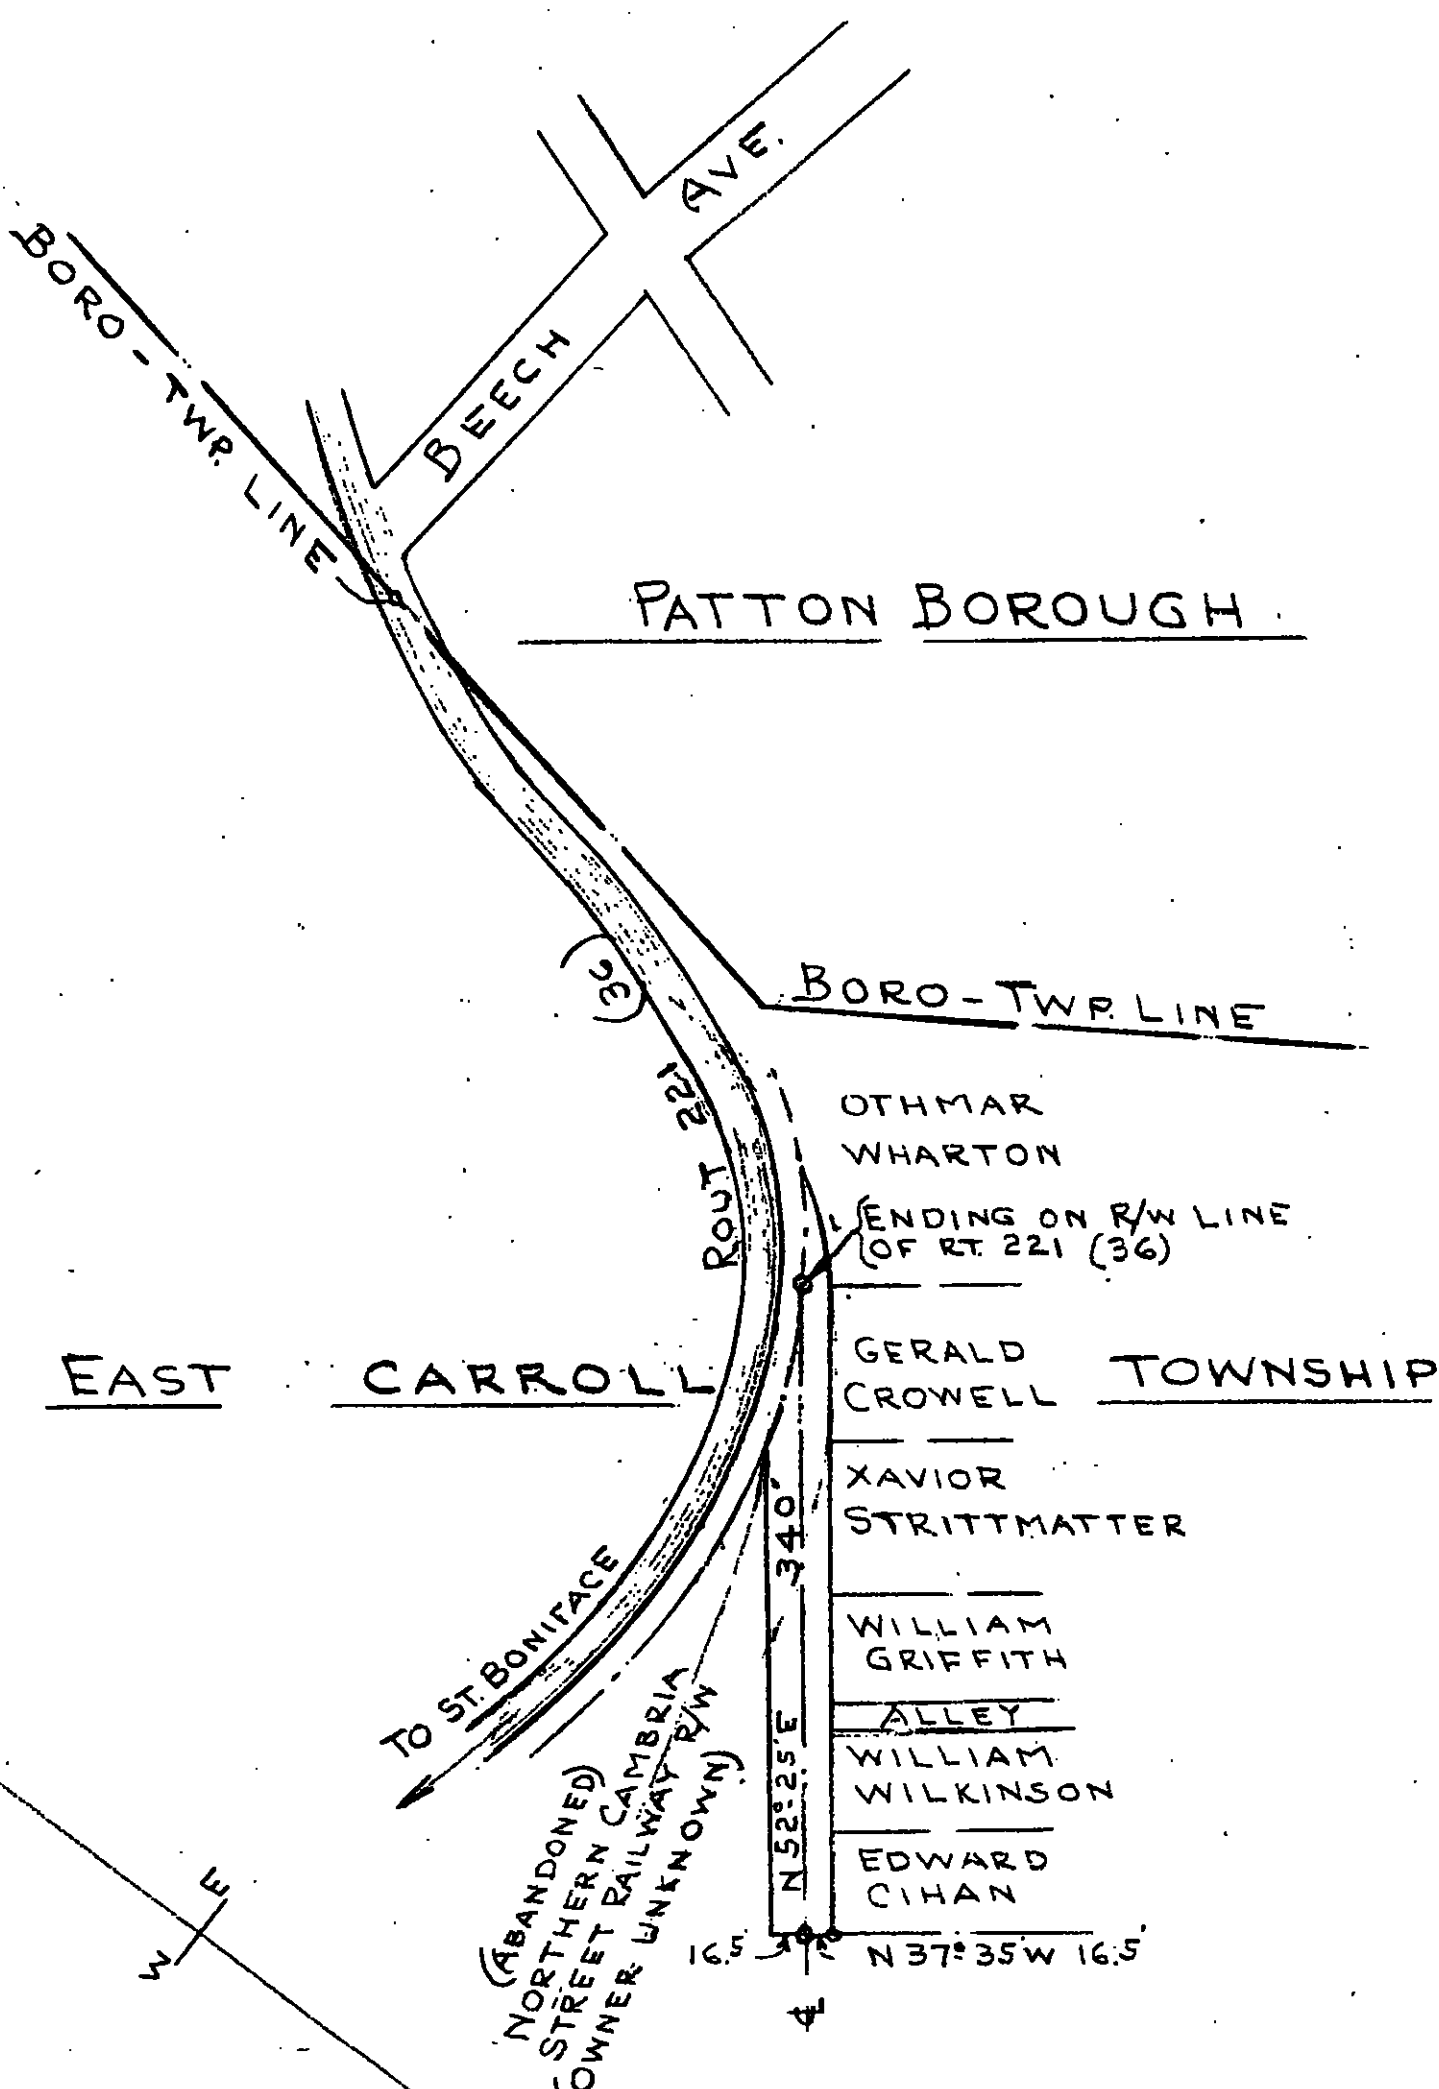 BEECH AVE.
BORO - TWP. LINE
PATTON BOROUGH
BORO - TWP. LINE
(36)
ROUT 221
OTHMAR
WHARTON
ENDING ON R/W LINE
OF RT. 221 (36)
EAST CARROLL TOWNSHIP
GERALD
CROWELL
XAVIOR
STRITTMATTER
340'
WILLIAM
GRIFFITH
ALLEY
WILLIAM
WILKINSON
EDWARD
CIHAN
N 52° 25' E
TO ST. BONIFACE
(ABANDONED)
NORTHERN CAMBRIA
STREET RAILWAY R/W
(OWNER UNKNOWN)
16.5'
N 37° 35' W 16.5'
℄
E
W